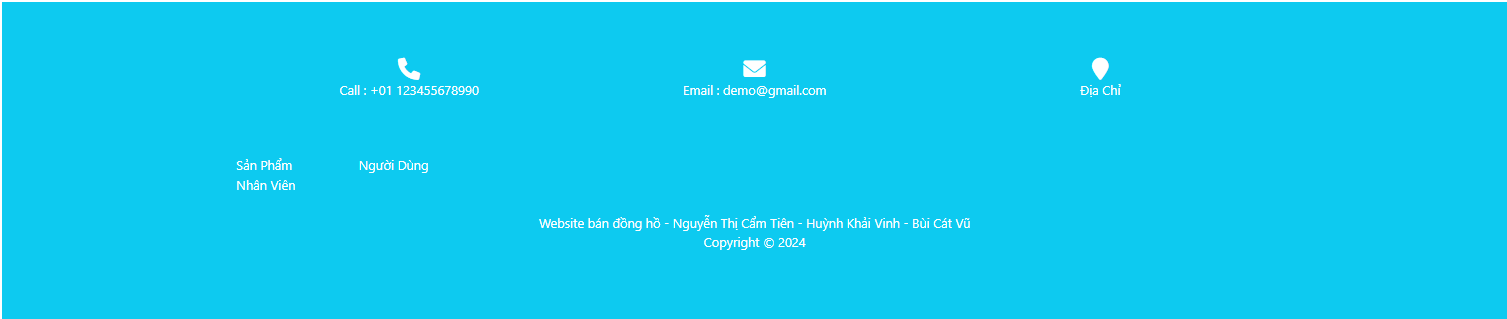 Call : +01 123455678990
Email : demo@gmail.com
Địa Chỉ
Sản Phẩm
Người Dùng
Nhân Viên
Website bán đồng hồ - Nguyễn Thị Cẩm Tiên - Huỳnh Khải Vinh - Bùi Cát Vũ
Copyright © 2024